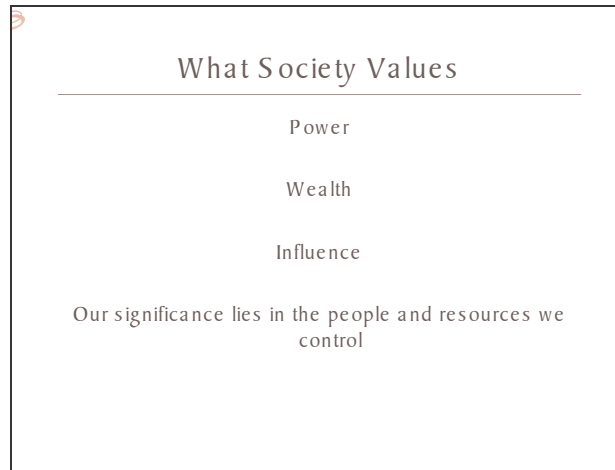 What Society Values
Power
Wealth
Influence
Our significance lies in the people and resources we
control